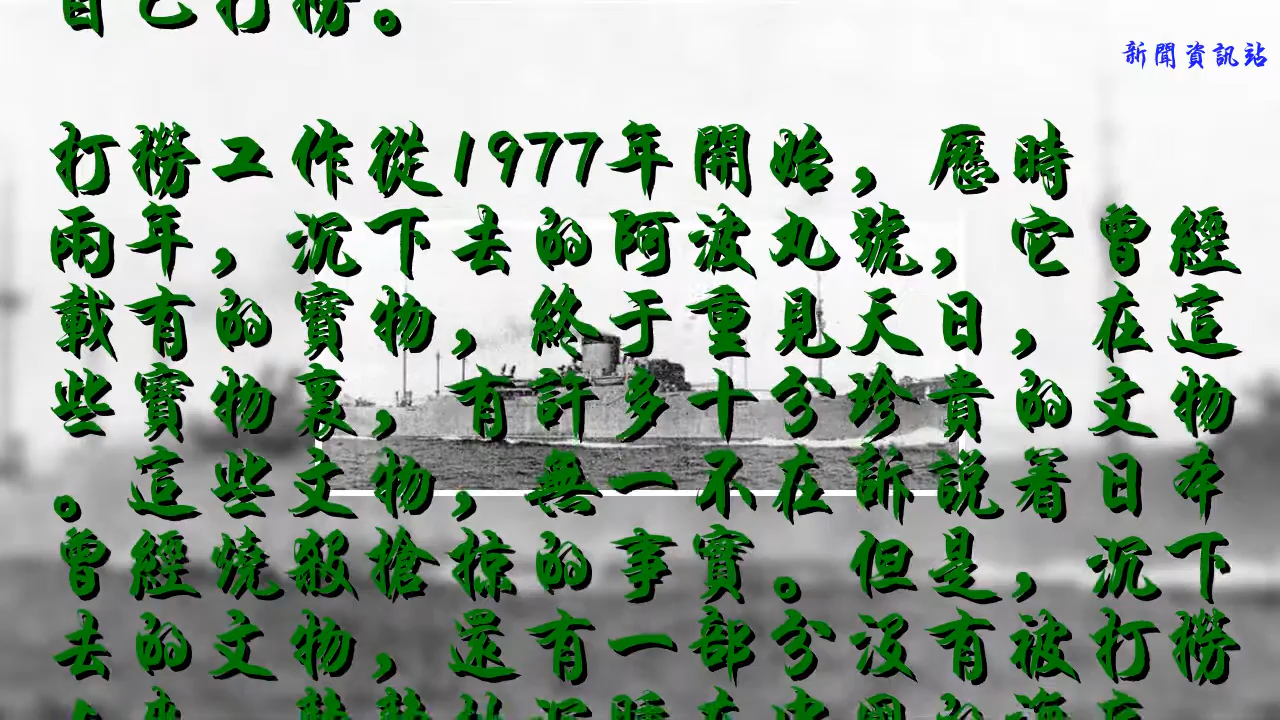 自己打撈。
新聞資訊站
打撈工作從1977年開始，歷時
兩年，沉下去的阿波丸號，它曾經
載有的寶物，終于重見天日，在這
些寶物裏，有許多十分珍貴的文物
。這些文物，無一不在訴説着日本
曾經燒殺搶掠的事實。但是，沉下
去的文物，還有一部分沒有被打撈